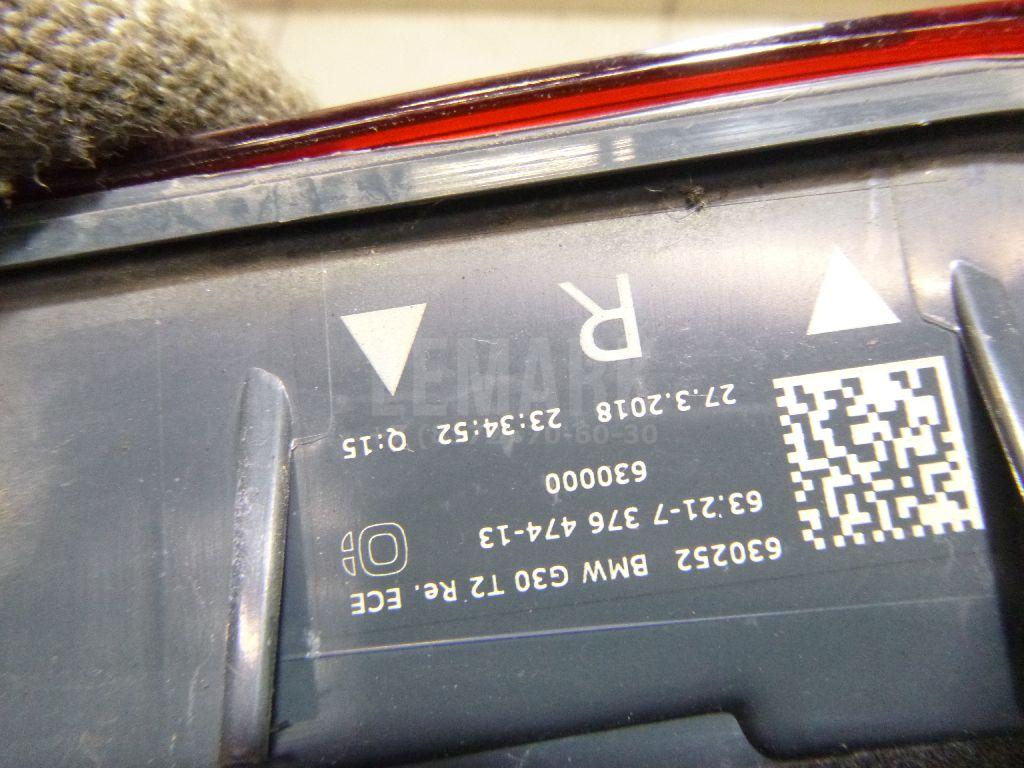 630252 BMW G30 T2 Re. ECE
63.21-7 376 474-13
630000
27.3.2018 23:34:52 Q:15
R
LEMARK